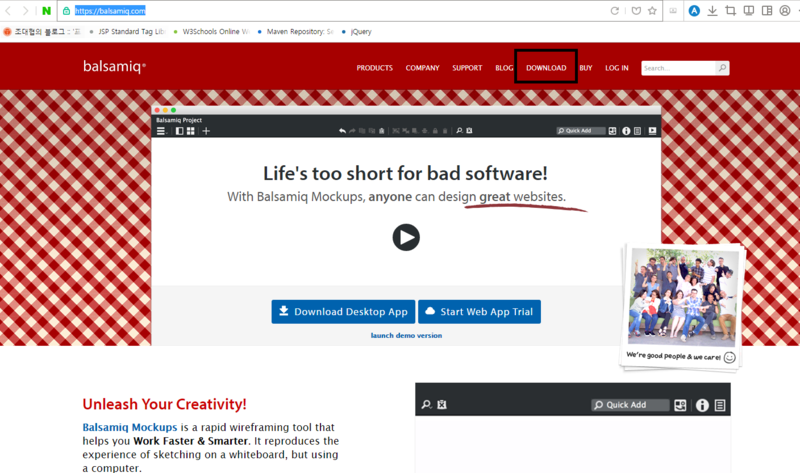 https://balsamiq.com
조대협의 블로그 :: '프
JSP Standard Tag Lib
W3Schools Online W
Maven Repository: Se
jQuery
balsamiq®
PRODUCTS COMPANY SUPPORT BLOG DOWNLOAD BUY LOG IN Search...
Balsamiq Project
Quick Add
Life's too short for bad software!
With Balsamiq Mockups, anyone can design great websites.
Download Desktop App
Start Web App Trial
launch demo version
We're good people & we care!
Unleash Your Creativity!
Balsamiq Mockups is a rapid wireframing tool that
helps you Work Faster & Smarter. It reproduces the
experience of sketching on a whiteboard, but using
a computer.
Quick Add